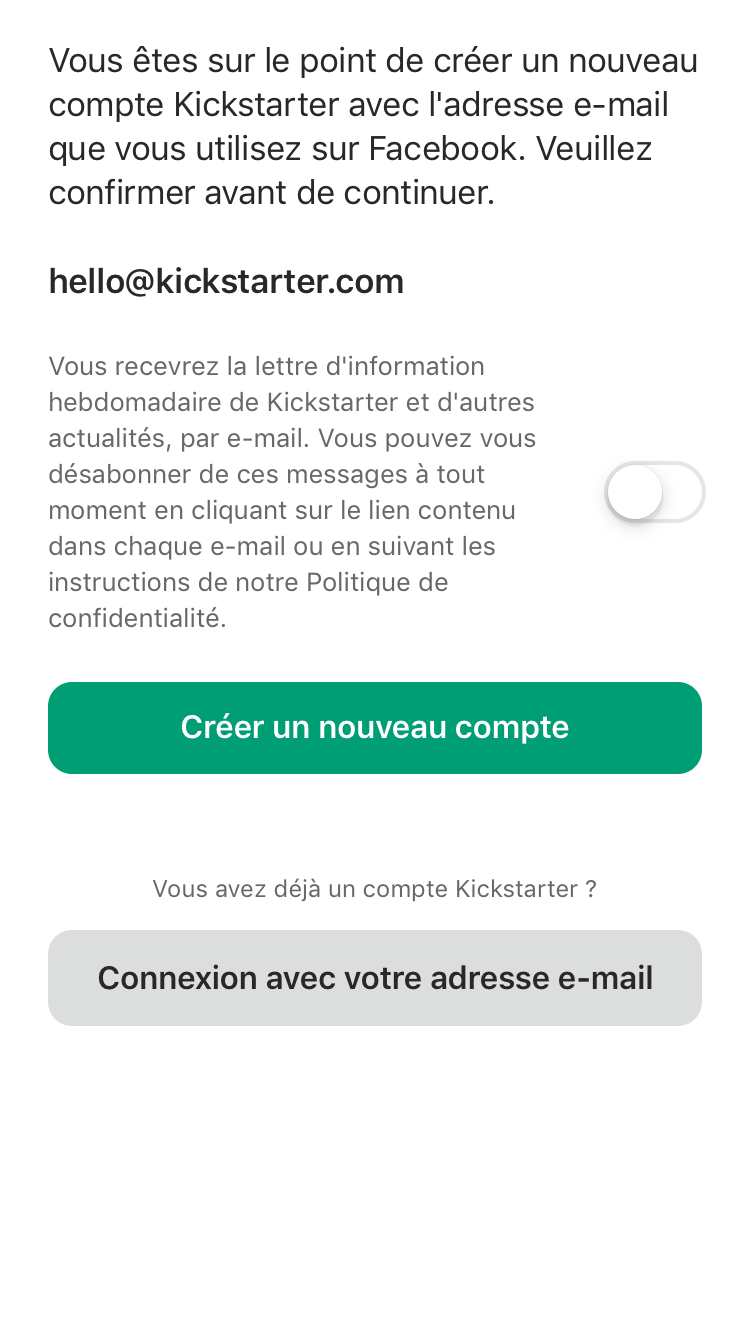 Vous êtes sur le point de créer un nouveau
compte Kickstarter avec l'adresse e-mail
que vous utilisez sur Facebook. Veuillez
confirmer avant de continuer.
hello@kickstarter.com
Vous recevrez la lettre d'information
hebdomadaire de Kickstarter et d'autres
actualités, par e-mail. Vous pouvez vous
désabonner de ces messages à tout
moment en cliquant sur le lien contenu
dans chaque e-mail ou en suivant les
instructions de notre Politique de
confidentialité.
Créer un nouveau compte
Vous avez déjà un compte Kickstarter ?
Connexion avec votre adresse e-mail